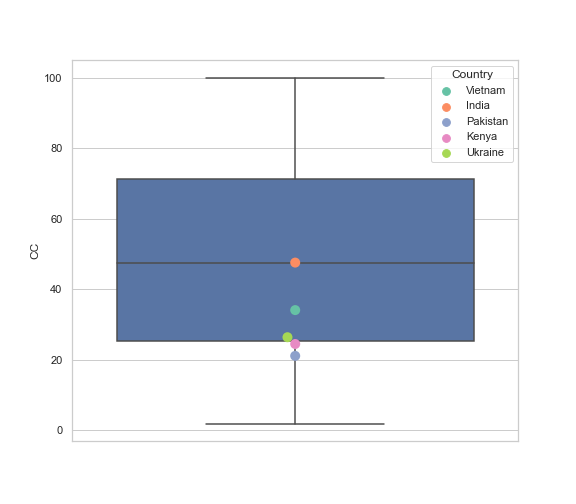 100
80
60
40
20
0
CC
Country
Vietnam
India
Pakistan
Kenya
Ukraine